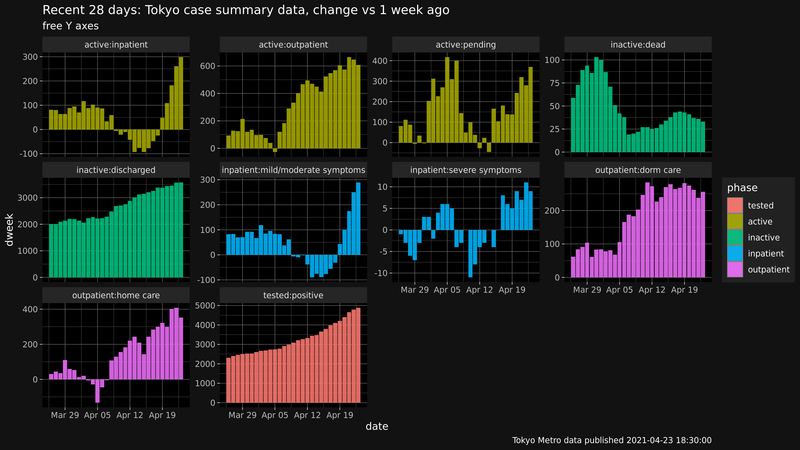 Recent 28 days: Tokyo case summary data, change vs 1 week ago
free Y axes
active:inpatient
active:outpatient
active:pending
inactive:dead
300
200
100
0
-100
600
400
200
0
400
300
200
100
0
100
75
50
25
0
inactive:discharged
inpatient:mild/moderate symptoms
inpatient:severe symptoms
outpatient:dorm care
3000
2000
1000
0
300
200
100
0
-100
10
5
0
-5
-10
200
100
0
Mar 29 Apr 05 Apr 12 Apr 19
Mar 29 Apr 05 Apr 12 Apr 19
outpatient:home care
tested:positive
400
200
0
5000
4000
3000
2000
1000
0
Mar 29 Apr 05 Apr 12 Apr 19
Mar 29 Apr 05 Apr 12 Apr 19
dweek
date
phase
tested
active
inactive
inpatient
outpatient
Tokyo Metro data published 2021-04-23 18:30:00